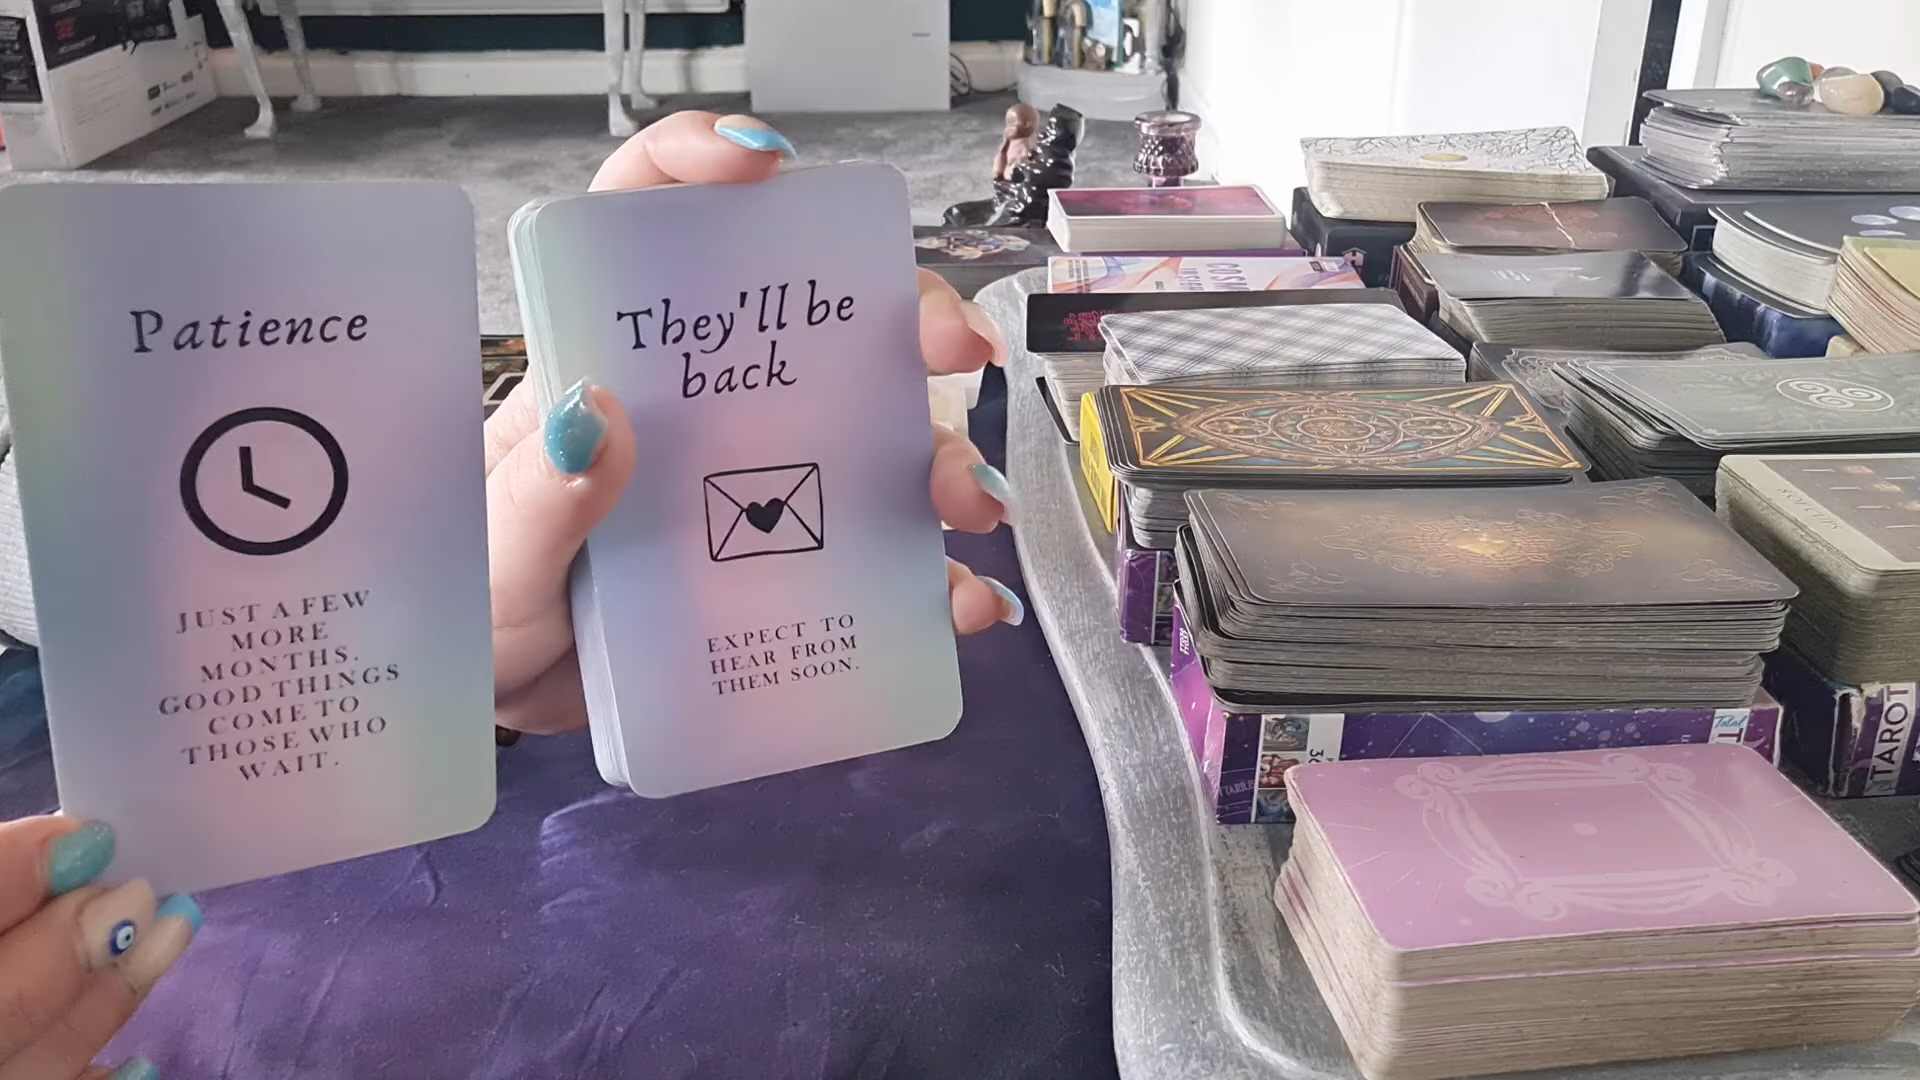 Patience
JUST A FEW
MORE
MONTHS.
GOOD THINGS
COME TO
THOSE WHO
WAIT.
They'll be
back
EXPECT TO
HEAR FROM
THEM SOON.
TAROT